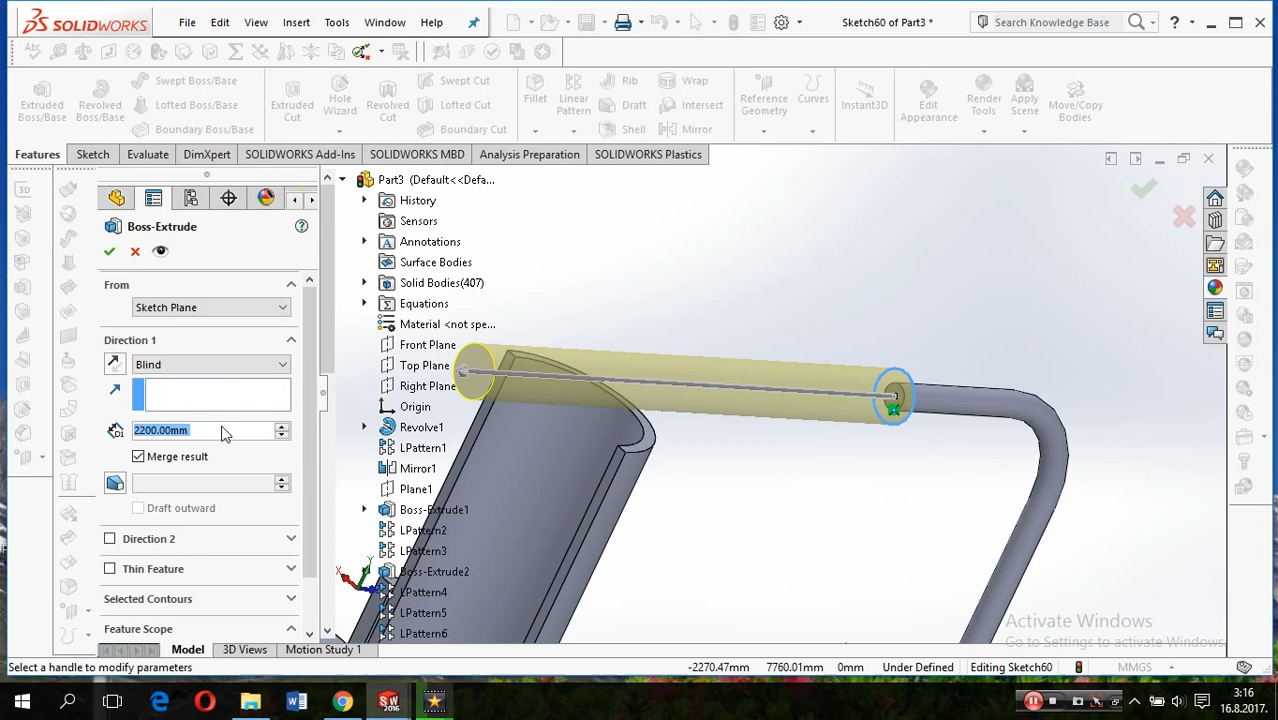 SOLIDWORKS
File Edit View Insert Tools Window Help
Sketch60 of Part3 *
Search Knowledge Base
Extruded Boss/Base
Revolved Boss/Base
Swept Boss/Base
Lofted Boss/Base
Boundary Boss/Base
Extruded Cut
Hole Wizard
Revolved Cut
Swept Cut
Lofted Cut
Boundary Cut
Fillet
Linear Pattern
Rib
Draft
Shell
Wrap
Intersect
Mirror
Reference Geometry
Curves
Instant3D
Edit Appearance
Render Tools
Apply Scene
Move/Copy Bodies
Features Sketch Evaluate DimXpert SOLIDWORKS Add-Ins SOLIDWORKS MBD Analysis Preparation SOLIDWORKS Plastics
Boss-Extrude
From
Sketch Plane
Direction 1
Blind
2200.00mm
Merge result
Draft outward
Direction 2
Thin Feature
Selected Contours
Feature Scope
Part3 (Default<<Defa...
History
Sensors
Annotations
Surface Bodies
Solid Bodies(407)
Equations
Material <not spe...
Front Plane
Top Plane
Right Plane
Origin
Revolve1
LPattern1
Mirror1
Plane1
Boss-Extrude1
LPattern2
LPattern3
Boss-Extrude2
LPattern4
LPattern5
LPattern6
X
Y
Activate Windows
Go to Settings to activate Windows.
Model 3D Views Motion Study 1
Select a handle to modify parameters
-2270.47mm 7760.01mm 0mm Under Defined Editing Sketch60 MMGS
3:16
16.8.2017.